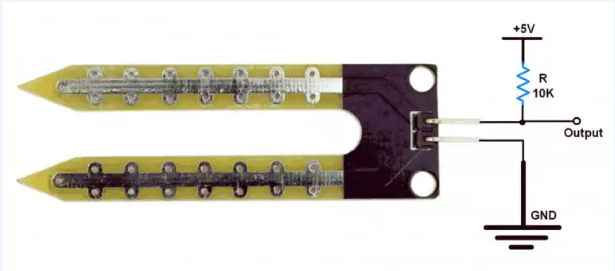 +5V
R
10K
Output
GND